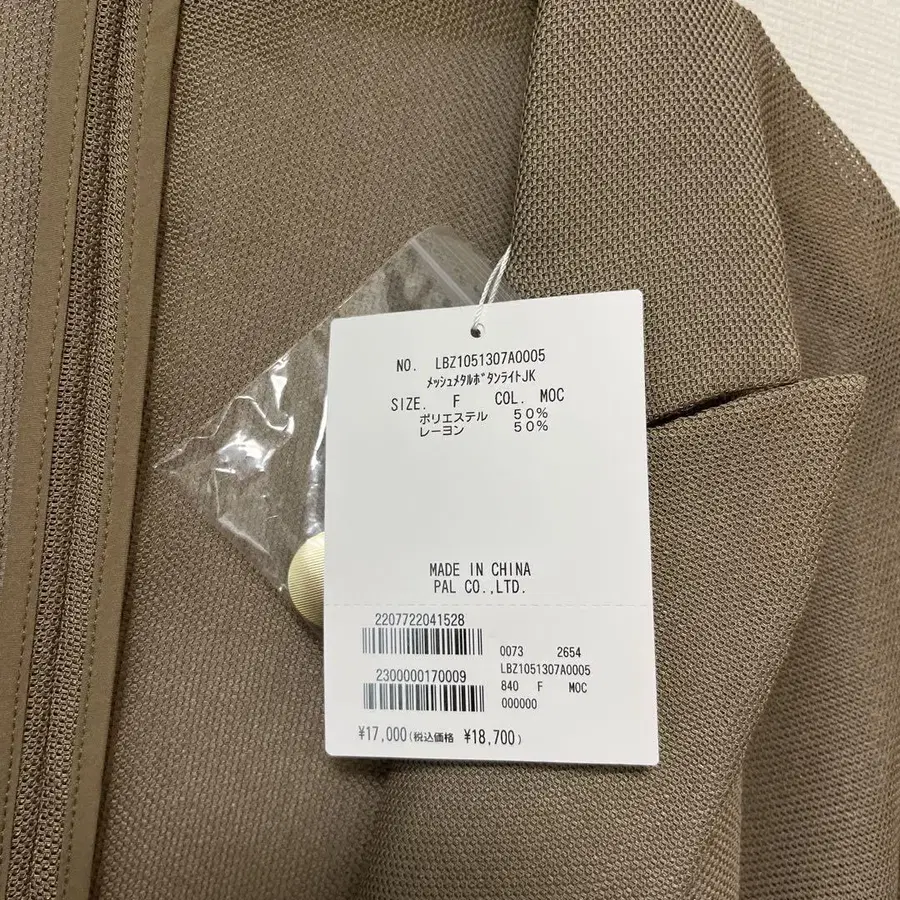 NO. LBZ1051307A0005
ﾒｯｼｭﾒﾀﾙﾎﾞﾀﾝﾗｲﾄJK
SIZE. F COL. MOC
ポリエステル 50%
レーヨン 50%
MADE IN CHINA
PAL CO.,LTD.
2207722041528
2300000170009
0073 2654
LBZ1051307A0005
840 F MOC
000000
¥17,000(税込価格 ¥18,700)